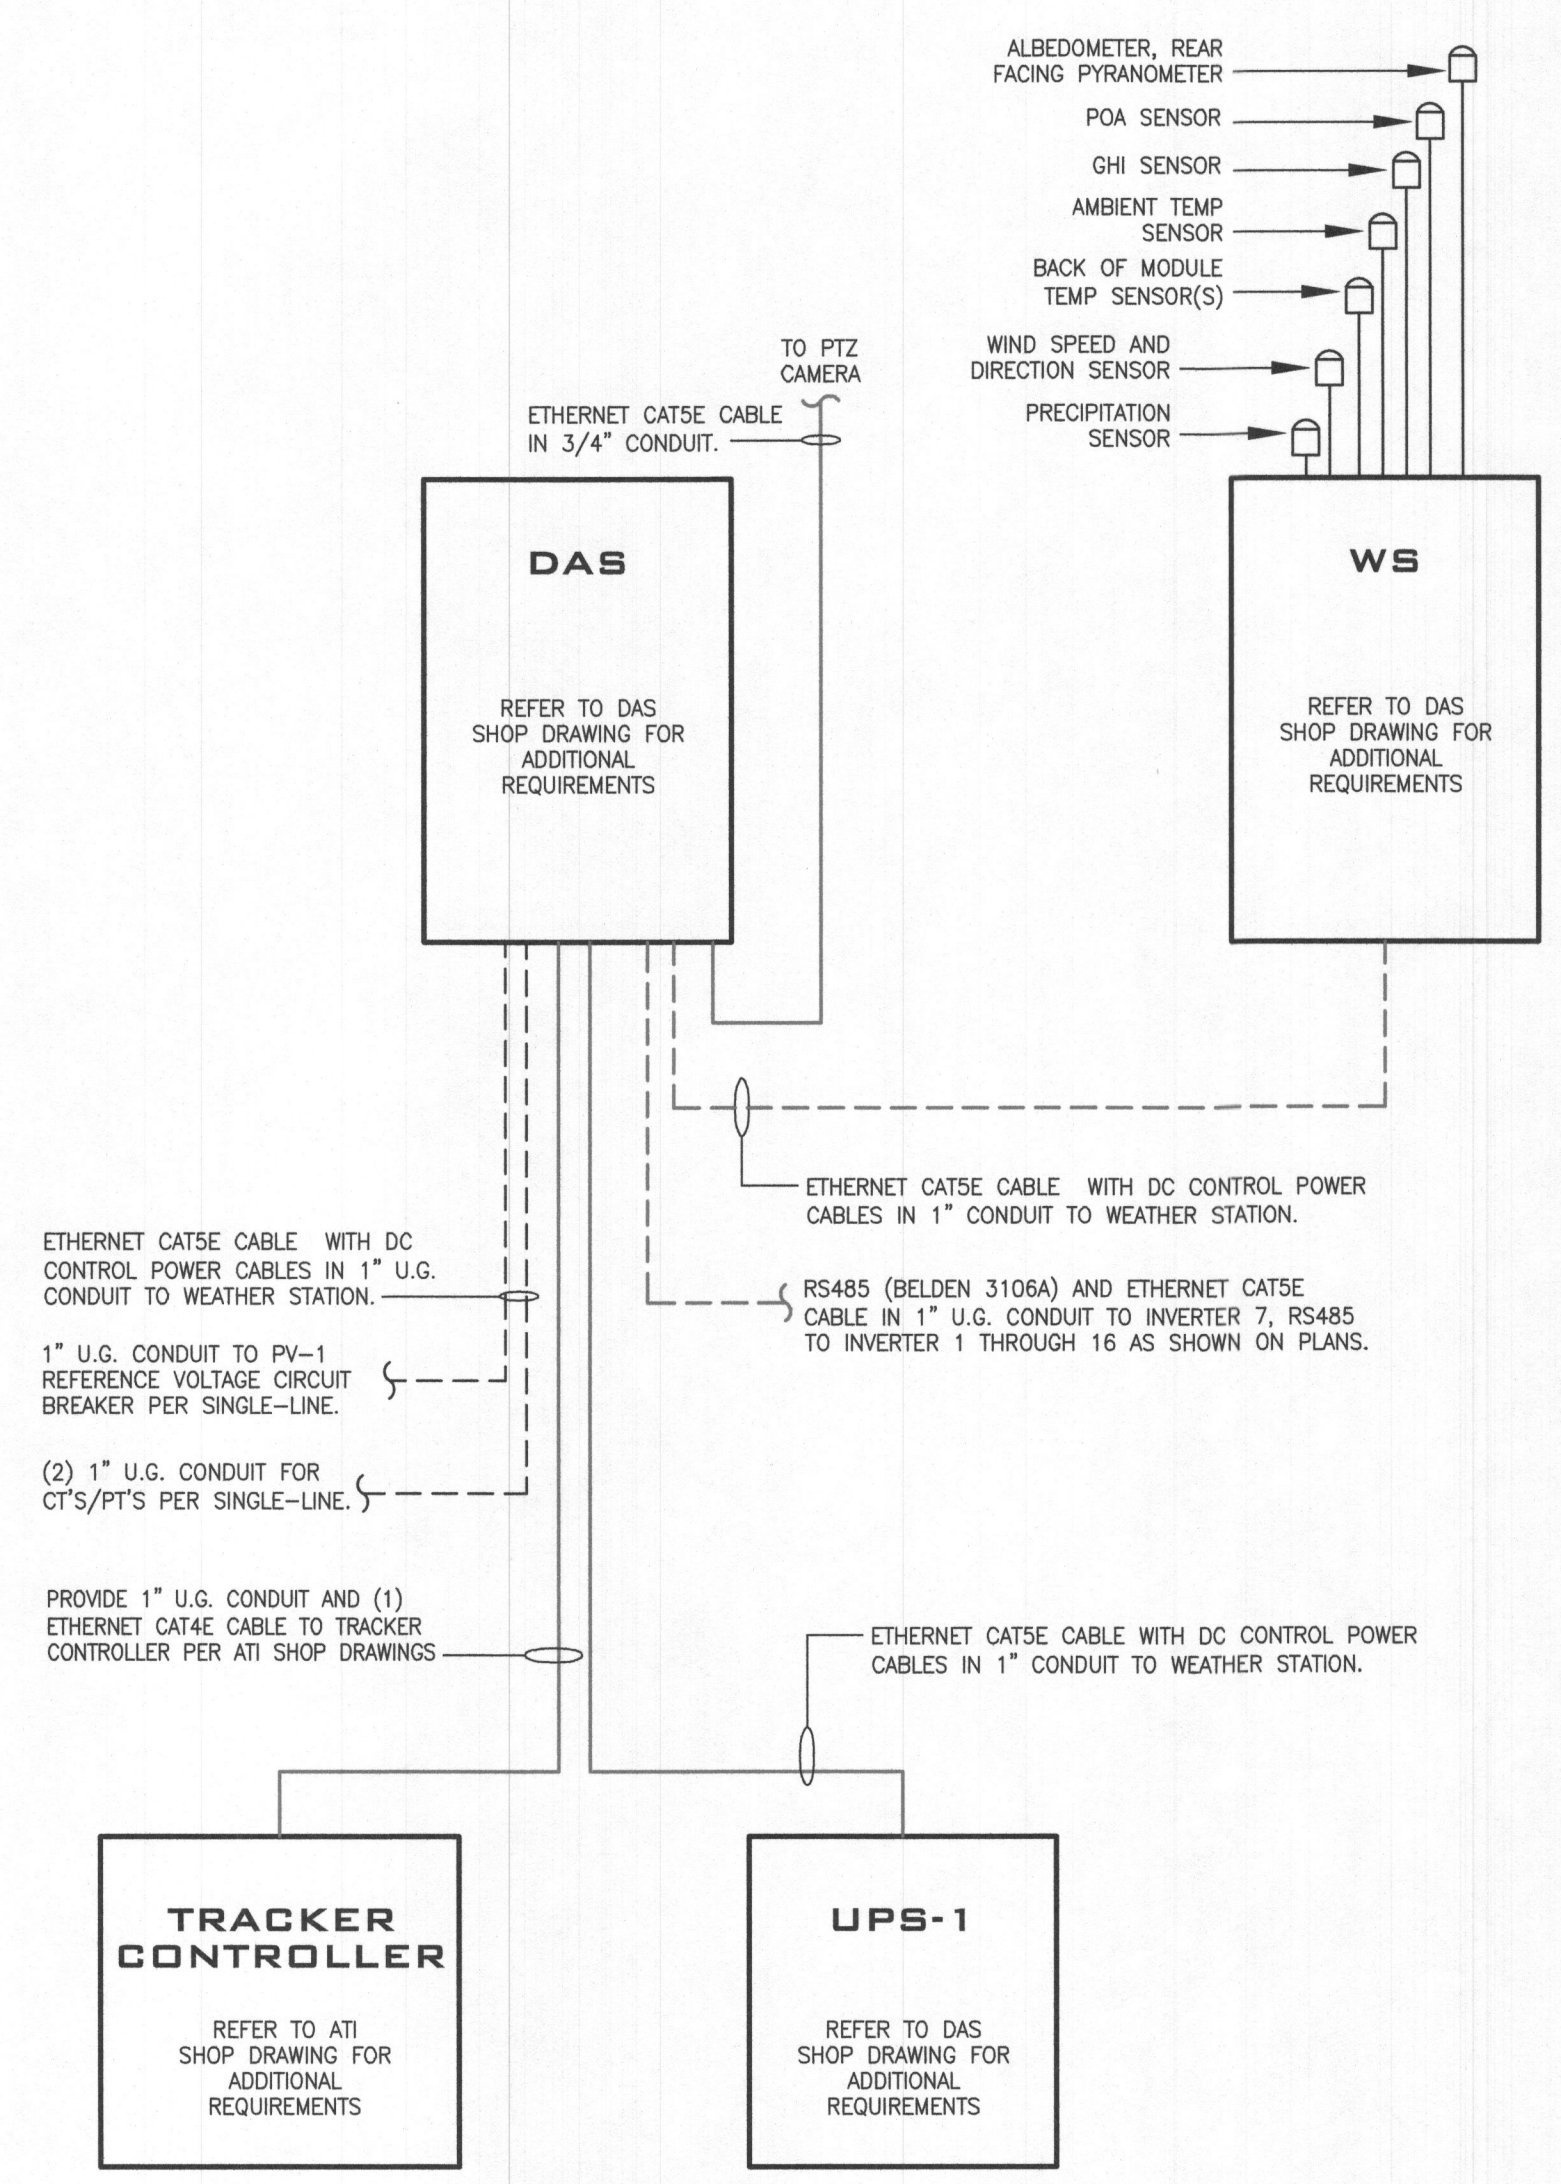 ALBEDOMETER, REAR
FACING PYRANOMETER
POA SENSOR
GHI SENSOR
AMBIENT TEMP
SENSOR
BACK OF MODULE
TEMP SENSOR(S)
WIND SPEED AND
DIRECTION SENSOR
PRECIPITATION
SENSOR
TO PTZ
CAMERA
ETHERNET CAT5E CABLE
IN 3/4" CONDUIT.
DAS
REFER TO DAS
SHOP DRAWING FOR
ADDITIONAL
REQUIREMENTS
WS
REFER TO DAS
SHOP DRAWING FOR
ADDITIONAL
REQUIREMENTS
ETHERNET CAT5E CABLE WITH DC CONTROL POWER
CABLES IN 1" CONDUIT TO WEATHER STATION.
ETHERNET CAT5E CABLE WITH DC
CONTROL POWER CABLES IN 1" U.G.
CONDUIT TO WEATHER STATION.
RS485 (BELDEN 3106A) AND ETHERNET CAT5E
CABLE IN 1" U.G. CONDUIT TO INVERTER 7, RS485
TO INVERTER 1 THROUGH 16 AS SHOWN ON PLANS.
1" U.G. CONDUIT TO PV-1
REFERENCE VOLTAGE CIRCUIT
BREAKER PER SINGLE-LINE.
(2) 1" U.G. CONDUIT FOR
CT'S/PT'S PER SINGLE-LINE.
PROVIDE 1" U.G. CONDUIT AND (1)
ETHERNET CAT4E CABLE TO TRACKER
CONTROLLER PER ATI SHOP DRAWINGS
ETHERNET CAT5E CABLE WITH DC CONTROL POWER
CABLES IN 1" CONDUIT TO WEATHER STATION.
TRACKER
CONTROLLER
REFER TO ATI
SHOP DRAWING FOR
ADDITIONAL
REQUIREMENTS
UPS-1
REFER TO DAS
SHOP DRAWING FOR
ADDITIONAL
REQUIREMENTS